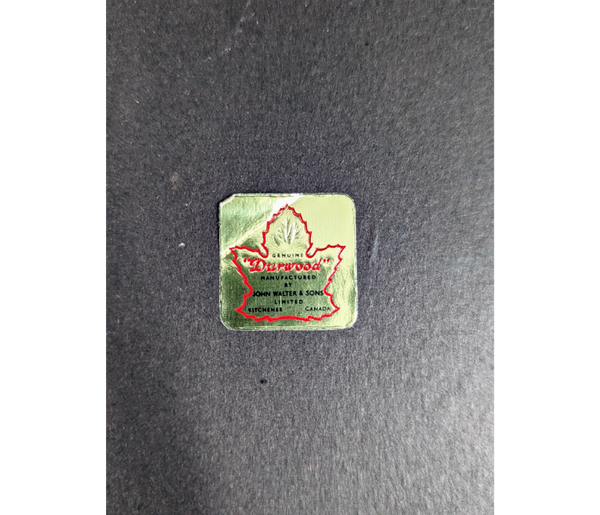 GENUINE
"Durwood"
MANUFACTURED
BY
JOHN WALTER & SONS
LIMITED
KITCHENER CANADA